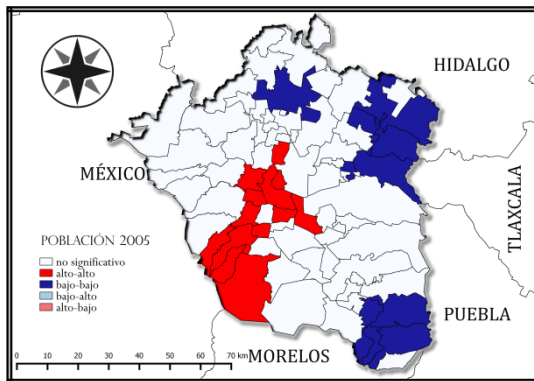 HIDALGO
MÉXICO
TLAXCALA
POBLACIÓN 2005
no significativo
alto-alto
bajo-bajo
bajo-alto
alto-bajo
PUEBLA
MORELOS
0 10 20 30 40 50 60 70 km